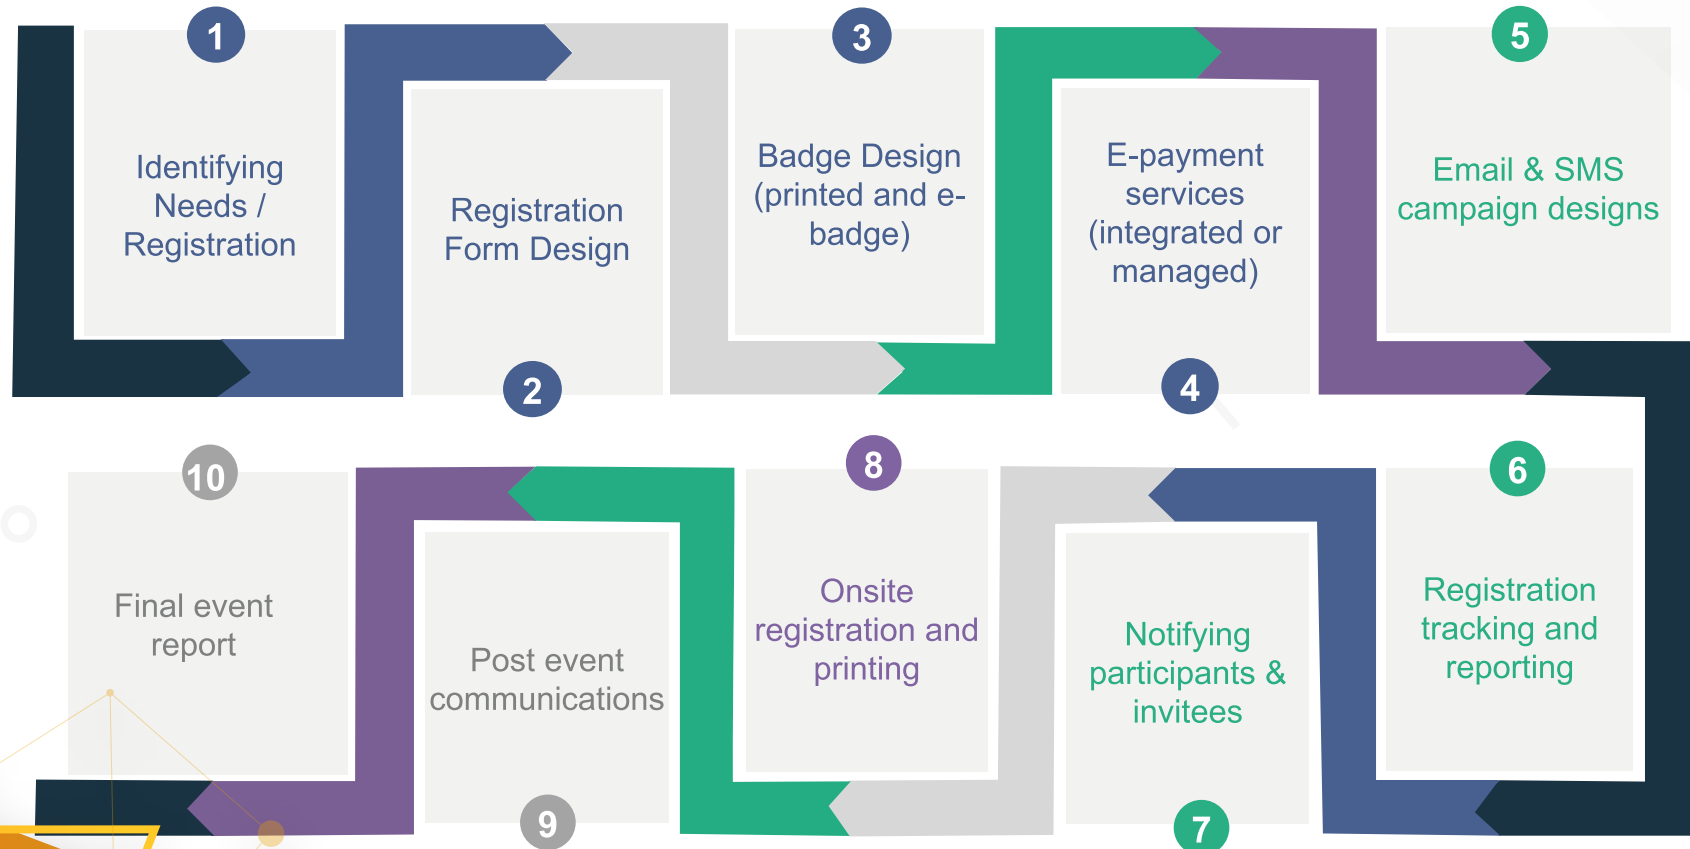 1
Identifying
Needs /
Registration
2
Registration
Form Design
3
Badge Design
(printed and e-
badge)
4
E-payment
services
(integrated or
managed)
5
Email & SMS
campaign designs
6
Registration
tracking and
reporting
7
Notifying
participants &
invitees
8
Onsite
registration and
printing
9
Post event
communications
10
Final event
report